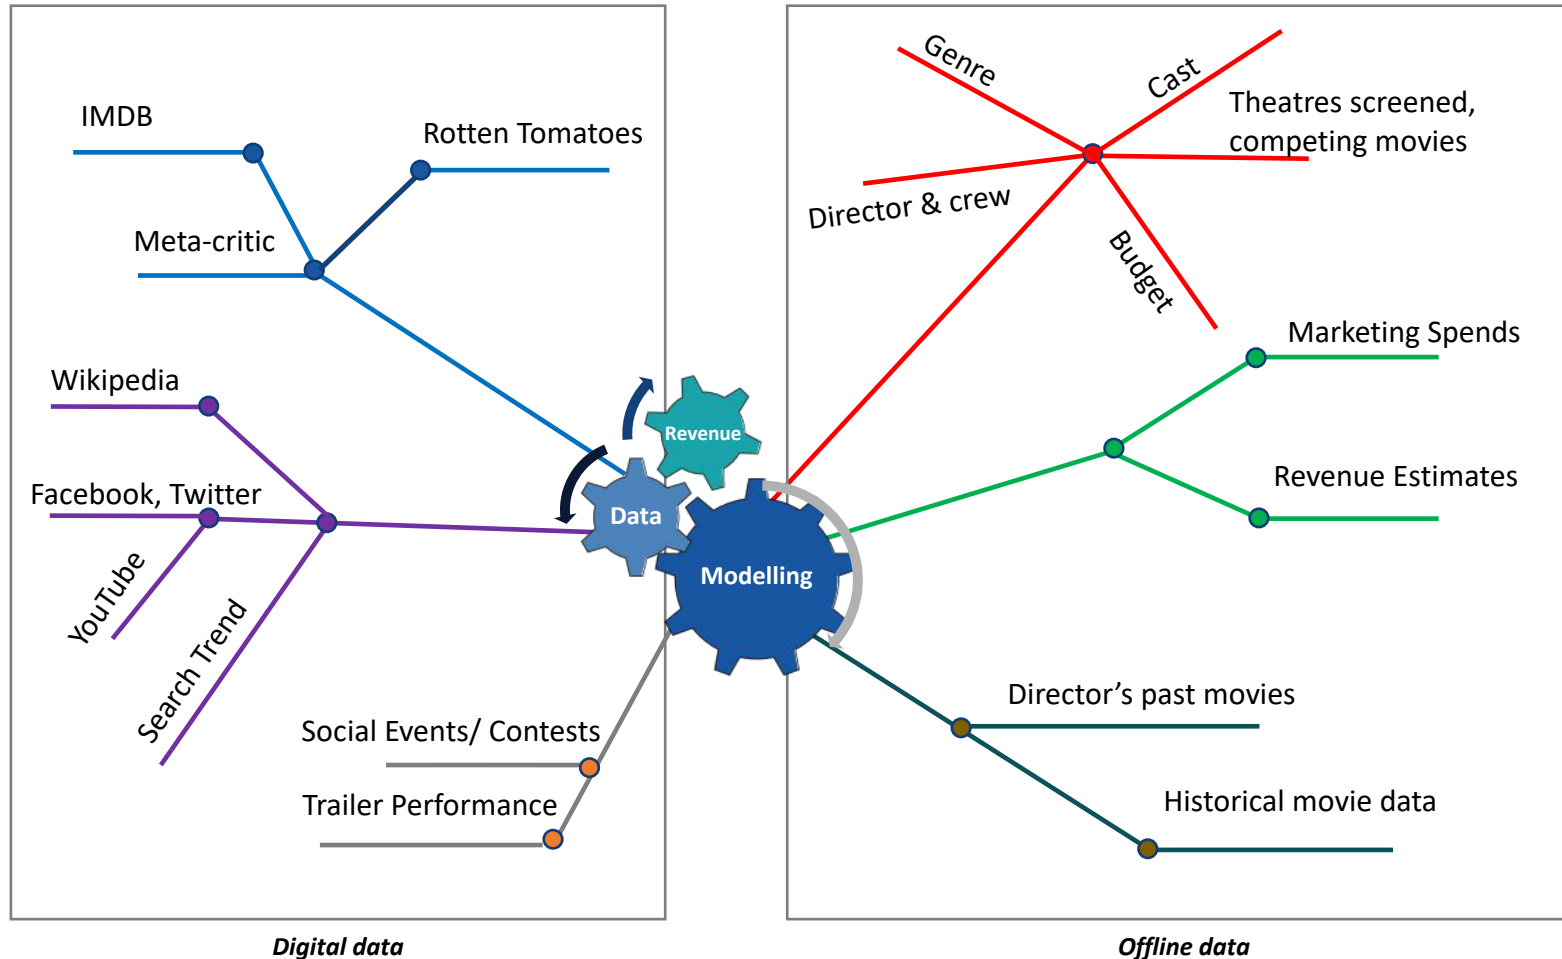 IMDB
Rotten Tomatoes
Meta-critic
Wikipedia
Facebook, Twitter
YouTube
Search Trend
Social Events/ Contests
Trailer Performance
Revenue
Data
Modelling
Genre
Cast
Theatres screened,
competing movies
Director & crew
Budget
Marketing Spends
Revenue Estimates
Director’s past movies
Historical movie data
Digital data
Offline data